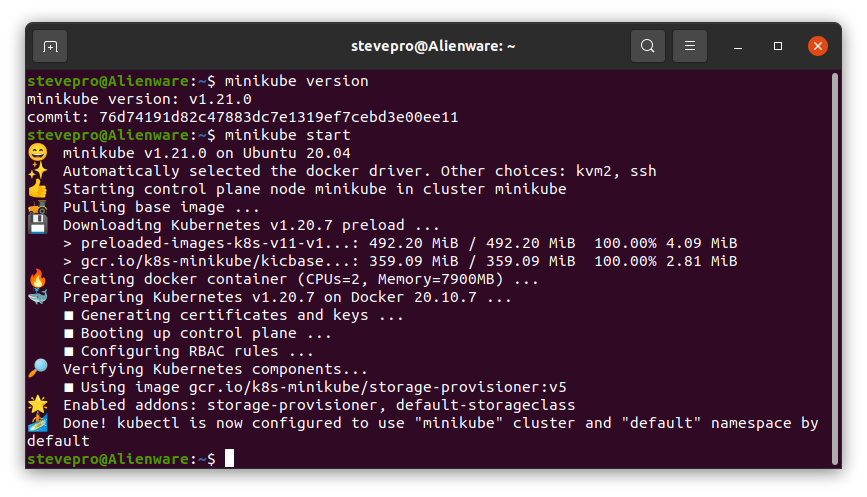 stevepro@Alienware: ~
stevepro@Alienware:~$ minikube version
minikube version: v1.21.0
commit: 76d74191d82c47883dc7e1319ef7cebd3e00ee11
stevepro@Alienware:~$ minikube start
😄  minikube v1.21.0 on Ubuntu 20.04
✨  Automatically selected the docker driver. Other choices: kvm2, ssh
👍  Starting control plane node minikube in cluster minikube
🚜  Pulling base image ...
💾  Downloading Kubernetes v1.20.7 preload ...
    > preloaded-images-k8s-v11-v1...: 492.20 MiB / 492.20 MiB  100.00% 4.09 MiB
    > gcr.io/k8s-minikube/kicbase...: 359.09 MiB / 359.09 MiB  100.00% 2.81 MiB
🔥  Creating docker container (CPUs=2, Memory=7900MB) ...
🐳  Preparing Kubernetes v1.20.7 on Docker 20.10.7 ...
    ▪ Generating certificates and keys ...
    ▪ Booting up control plane ...
    ▪ Configuring RBAC rules ...
🔎  Verifying Kubernetes components...
    ▪ Using image gcr.io/k8s-minikube/storage-provisioner:v5
🌟  Enabled addons: storage-provisioner, default-storageclass
🏄  Done! kubectl is now configured to use "minikube" cluster and "default" namespace by
default
stevepro@Alienware:~$